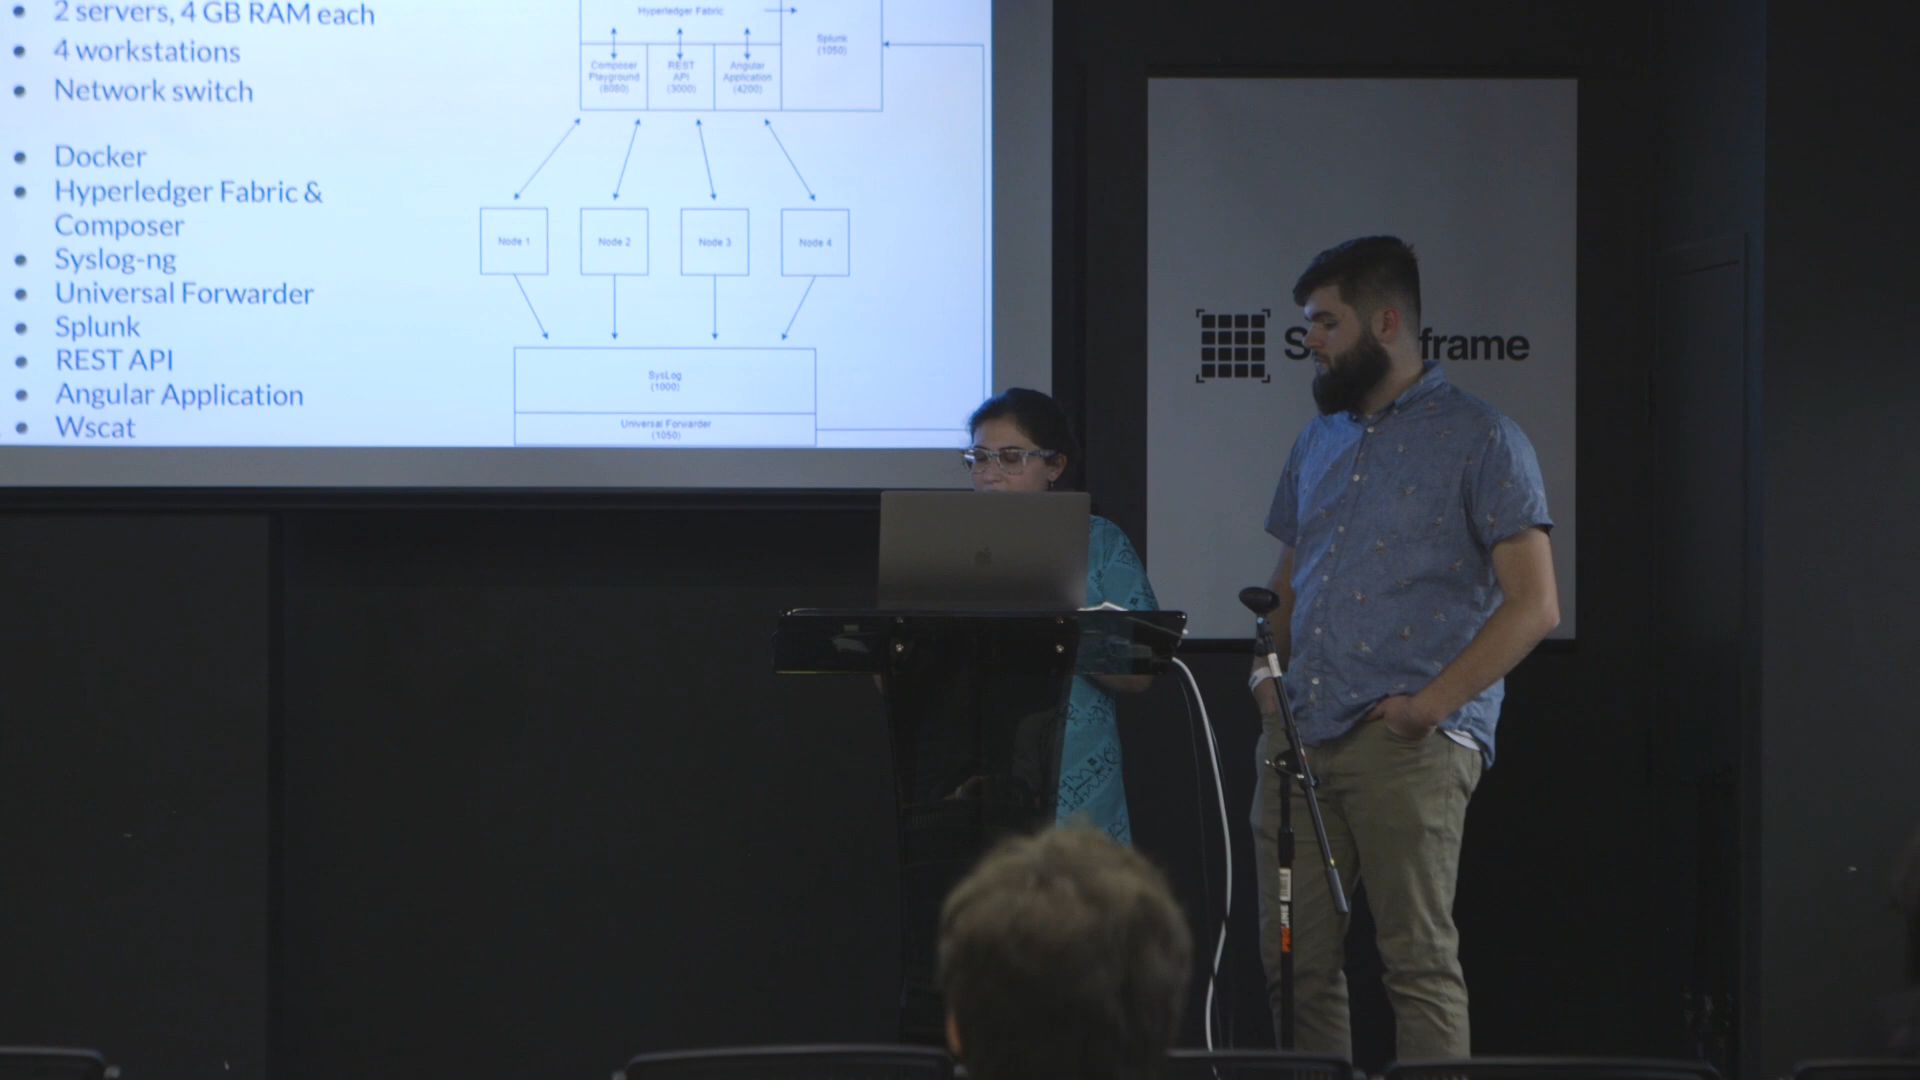 2 servers, 4 GB RAM each
4 workstations
Network switch
Docker
Hyperledger Fabric &
Composer
Syslog-ng
Universal Forwarder
Splunk
REST API
Angular Application
Wscat
Hyperledger Fabric
Splunk
(1050)
Composer
Playground
(8080)
REST
API
(3000)
Angular
Application
(4200)
Node 1
Node 2
Node 3
Node 4
SysLog
(1000)
Universal Forwarder
(1050)
S frame
PROLINE